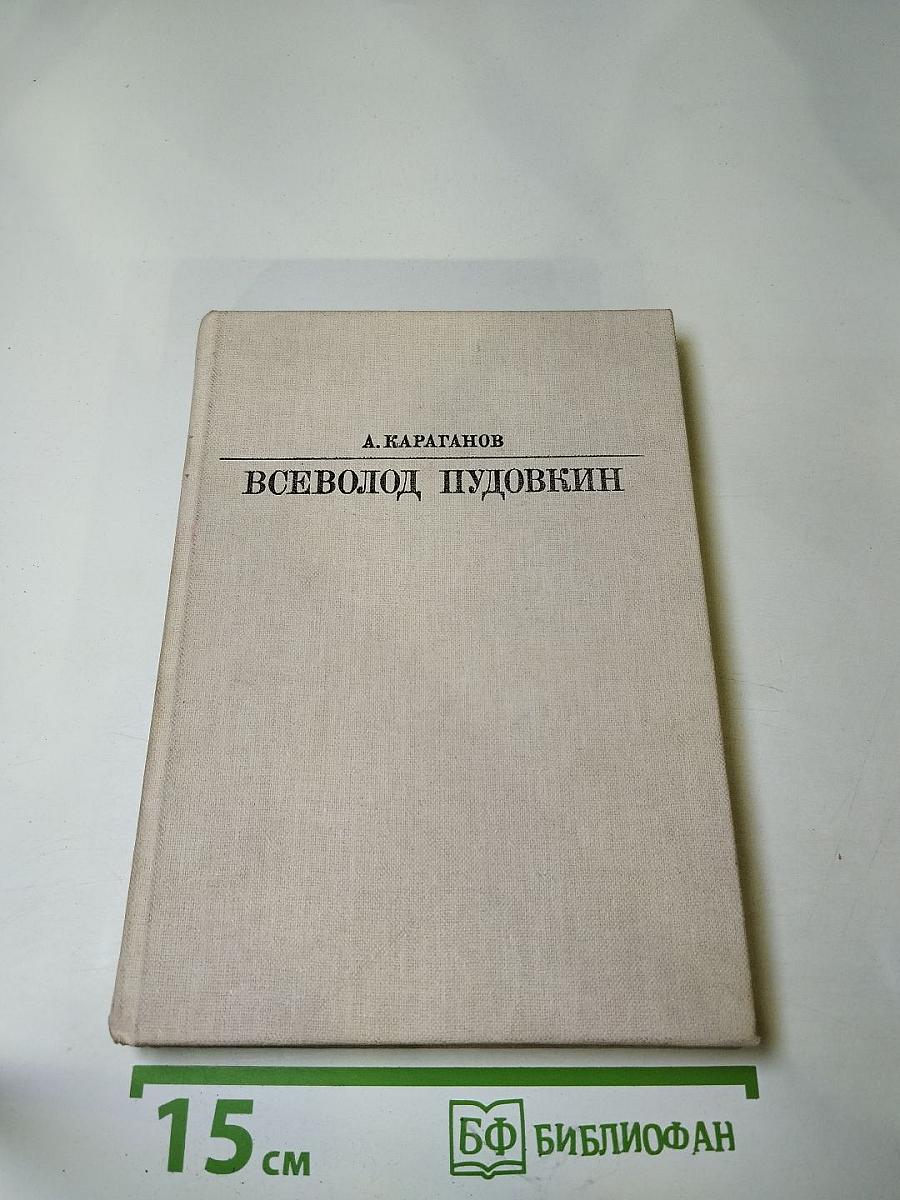 А. КАРАГАНОВ
ВСЕВОЛОД ПУДОВКИН
15 см
БФ БИБЛИОФАН